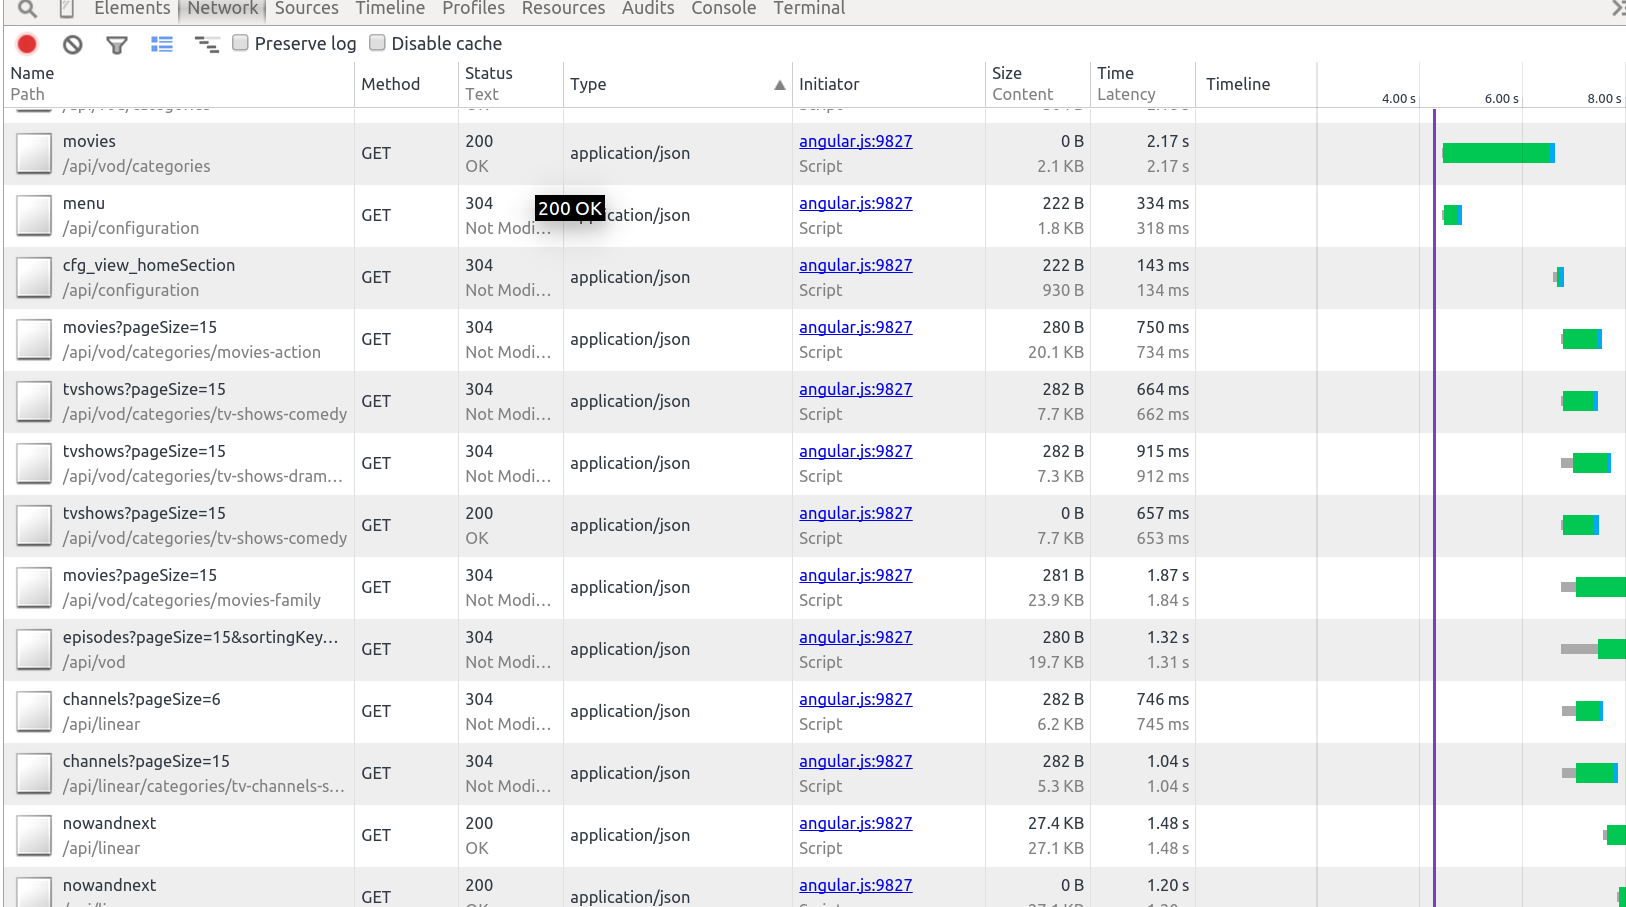 Elements Network Sources Timeline Profiles Resources Audits Console Terminal
Preserve log Disable cache
Name Method Status Type Initiator Size Time Timeline
Path Text Content Latency 4.00 s 6.00 s 8.00 s
movies GET 200 application/json angular.js:9827 0 B 2.17 s
/api/vod/categories OK Script 2.1 KB 2.17 s
menu GET 304 application/json angular.js:9827 222 B 334 ms
/api/configuration Not Modi... Script 1.8 KB 318 ms
200 OK
cfg_view_homeSection GET 304 application/json angular.js:9827 222 B 143 ms
/api/configuration Not Modi... Script 930 B 134 ms
movies?pageSize=15 GET 304 application/json angular.js:9827 280 B 750 ms
/api/vod/categories/movies-action Not Modi... Script 20.1 KB 734 ms
tvshows?pageSize=15 GET 304 application/json angular.js:9827 282 B 664 ms
/api/vod/categories/tv-shows-comedy Not Modi... Script 7.7 KB 662 ms
tvshows?pageSize=15 GET 304 application/json angular.js:9827 282 B 915 ms
/api/vod/categories/tv-shows-dram... Not Modi... Script 7.3 KB 912 ms
tvshows?pageSize=15 GET 200 application/json angular.js:9827 0 B 657 ms
/api/vod/categories/tv-shows-comedy OK Script 7.7 KB 653 ms
movies?pageSize=15 GET 304 application/json angular.js:9827 281 B 1.87 s
/api/vod/categories/movies-family Not Modi... Script 23.9 KB 1.84 s
episodes?pageSize=15&sortingKey... GET 304 application/json angular.js:9827 280 B 1.32 s
/api/vod Not Modi... Script 19.7 KB 1.31 s
channels?pageSize=6 GET 304 application/json angular.js:9827 282 B 746 ms
/api/linear Not Modi... Script 6.2 KB 745 ms
channels?pageSize=15 GET 304 application/json angular.js:9827 282 B 1.04 s
/api/linear/categories/tv-channels-s... Not Modi... Script 5.3 KB 1.04 s
nowandnext GET 200 application/json angular.js:9827 27.4 KB 1.48 s
/api/linear OK Script 27.1 KB 1.48 s
nowandnext GET 200 application/json angular.js:9827 0 B 1.20 s